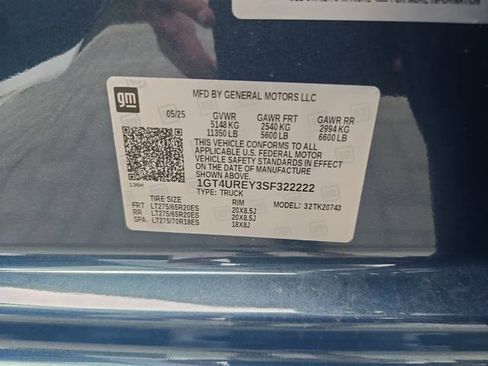 gm
MFD BY GENERAL MOTORS LLC
05/25 GVWR GAWR FRT GAWR RR
5148 KG 2540 KG 2994 KG
11350 LB 5600 LB 6600 LB
THIS VEHICLE CONFORMS TO ALL
APPLICABLE U.S. FEDERAL MOTOR
VEHICLE SAFETY STANDARDS IN EFFECT
ON THE DATE OF MANUFACTURE
SHOWN ABOVE.
136H 1GT4UREY3SF322222
TYPE: TRUCK
TIRE SIZE RIM MODEL: 32TK20743
FRT LT275/65R20ES 20X8.5J
RR LT275/65R20ES 20X8.5J
SPA. LT275/70R18ES 18X8J